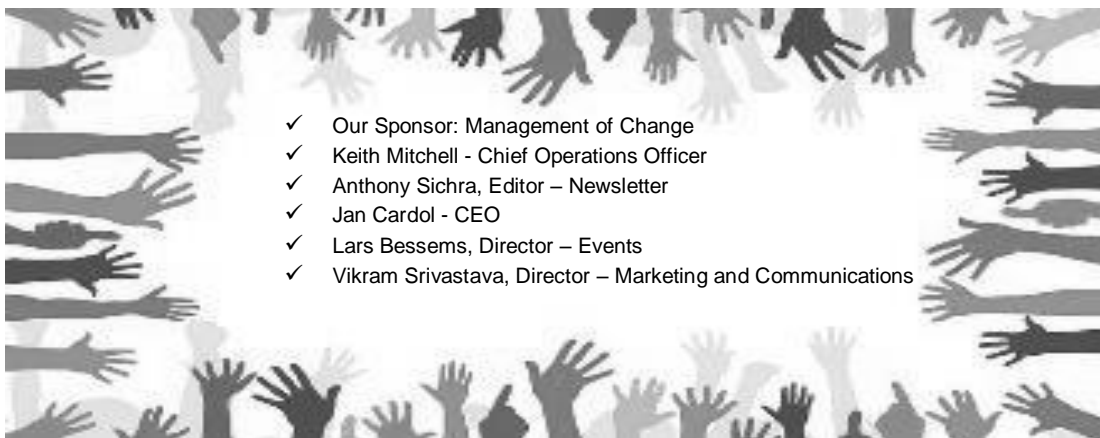 ✓ Our Sponsor: Management of Change
✓ Keith Mitchell - Chief Operations Officer
✓ Anthony Sichra, Editor – Newsletter
✓ Jan Cardol - CEO
✓ Lars Bessems, Director – Events
✓ Vikram Srivastava, Director – Marketing and Communications